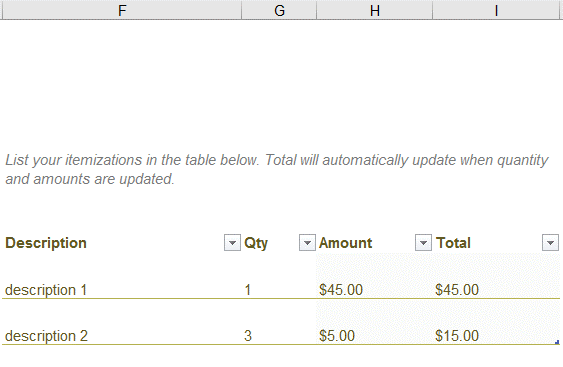 F G H I
List your itemizations in the table below. Total will automatically update when quantity
and amounts are updated.
Description Qty Amount Total
description 1 1 $45.00 $45.00
description 2 3 $5.00 $15.00